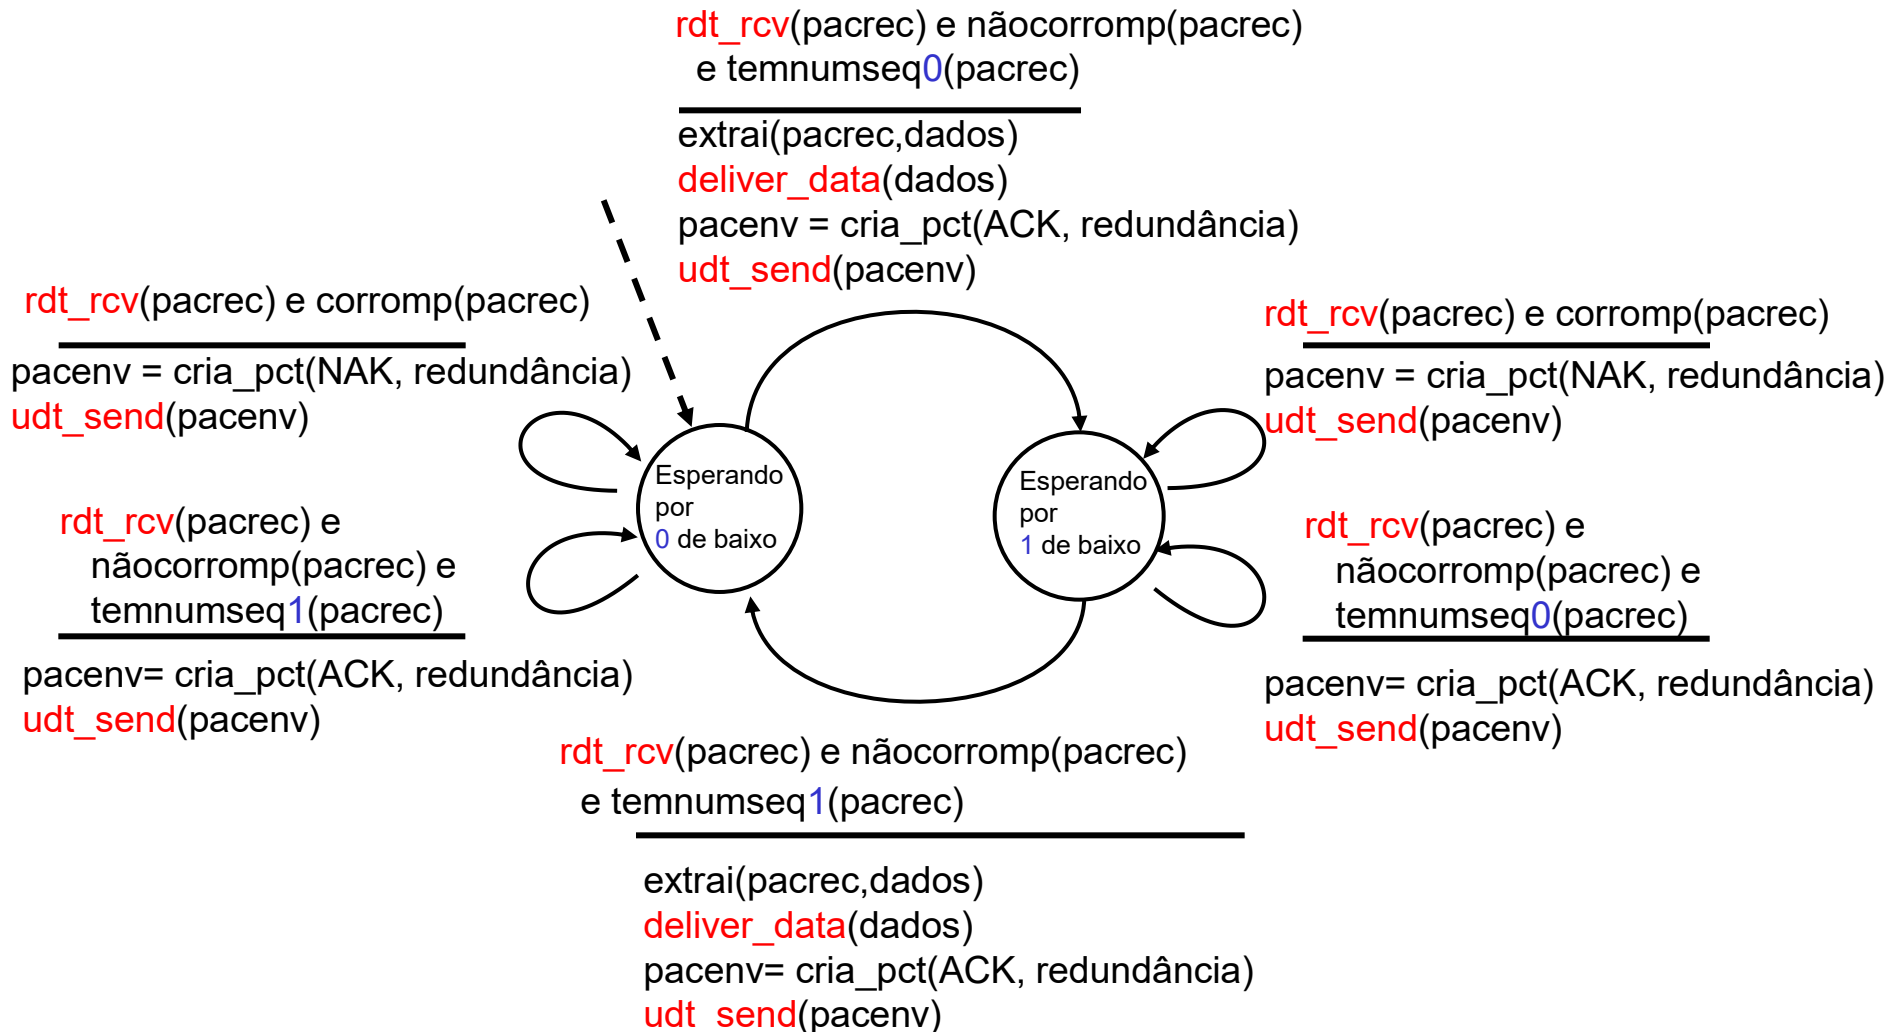 rdt_rcv(pacrec) e nãocorromp(pacrec)
e temnumseq0(pacrec)
extrai(pacrec,dados)
deliver_data(dados)
pacenv = cria_pct(ACK, redundância)
udt_send(pacenv)
rdt_rcv(pacrec) e corromp(pacrec)
pacenv = cria_pct(NAK, redundância)
udt_send(pacenv)
rdt_rcv(pacrec) e
nãocorromp(pacrec) e
temnumseq1(pacrec)
pacenv= cria_pct(ACK, redundância)
udt_send(pacenv)
Esperando
por
0 de baixo
Esperando
por
1 de baixo
rdt_rcv(pacrec) e corromp(pacrec)
pacenv = cria_pct(NAK, redundância)
udt_send(pacenv)
rdt_rcv(pacrec) e
nãocorromp(pacrec) e
temnumseq0(pacrec)
pacenv= cria_pct(ACK, redundância)
udt_send(pacenv)
rdt_rcv(pacrec) e nãocorromp(pacrec)
e temnumseq1(pacrec)
extrai(pacrec,dados)
deliver_data(dados)
pacenv= cria_pct(ACK, redundância)
udt_send(pacenv)